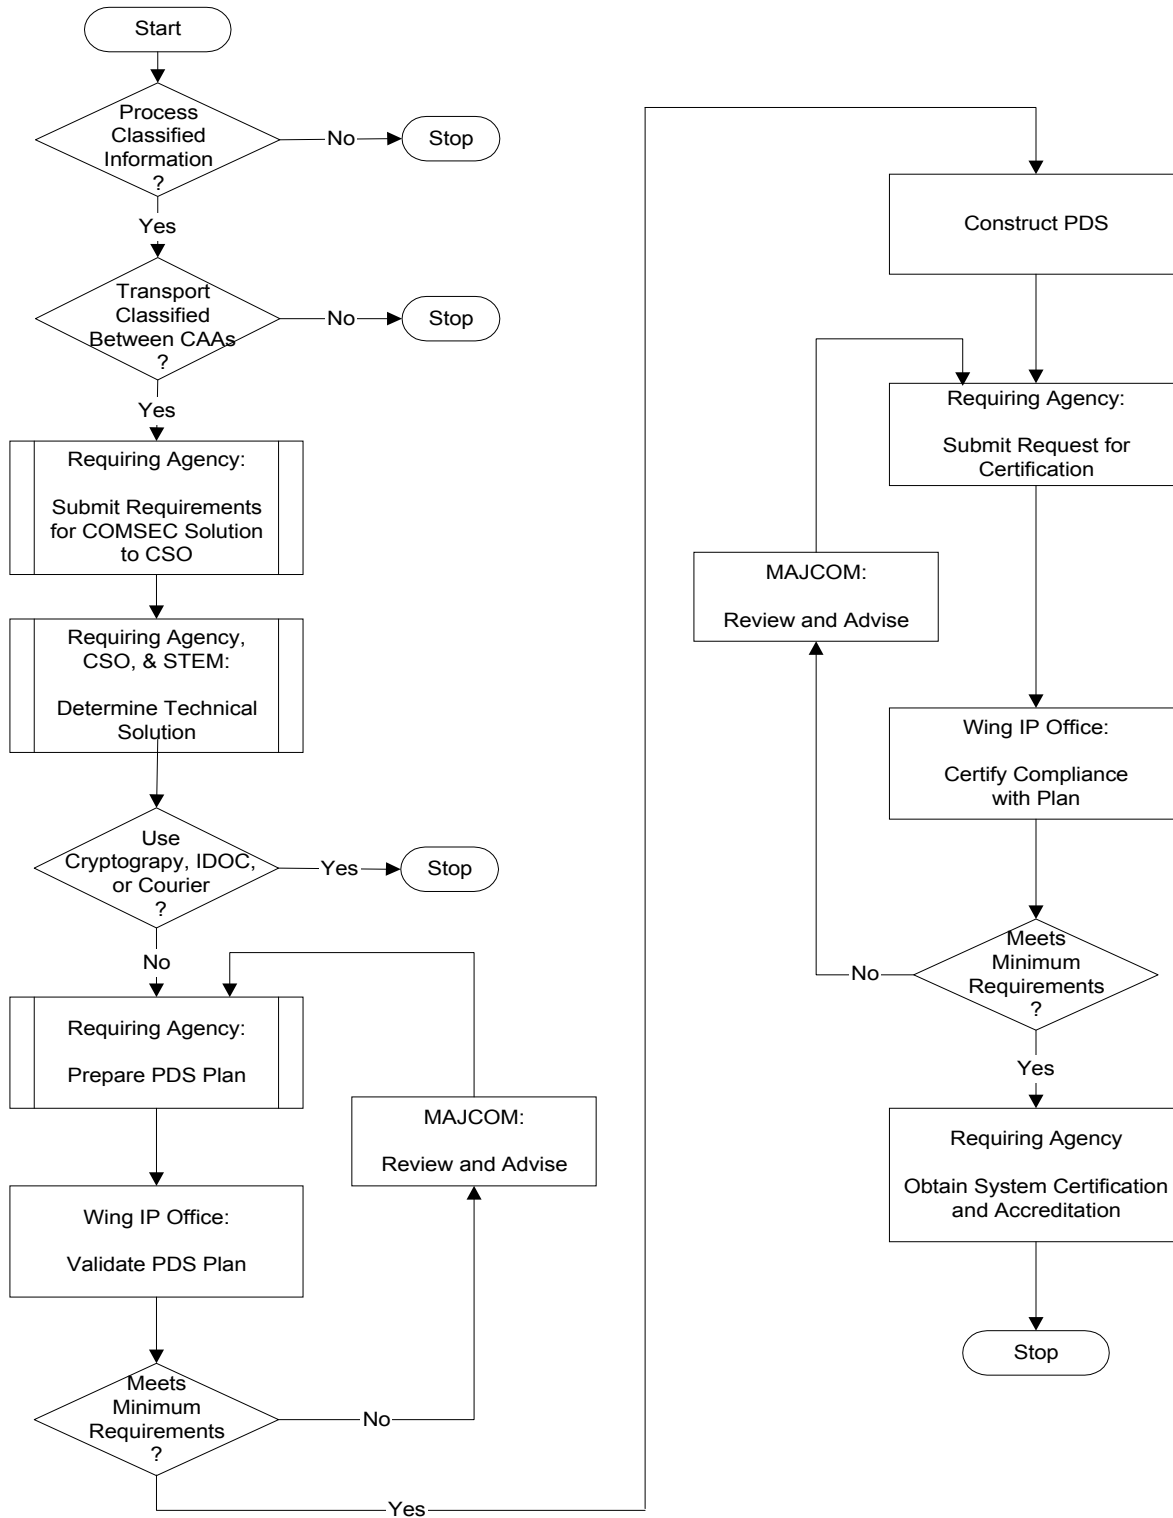 Start
Process
Classified
Information
?
No
Stop
Yes
Transport
Classified
Between CAAs
?
No
Stop
Yes
Requiring Agency:
Submit Requirements
for COMSEC Solution
to CSO
Requiring Agency,
CSO, & STEM:
Determine Technical
Solution
Use
Cryptograpy, IDOC,
or Courier
?
Yes
Stop
No
Requiring Agency:
Prepare PDS Plan
MAJCOM:
Review and Advise
Wing IP Office:
Validate PDS Plan
Meets
Minimum
Requirements
?
No
Yes
Construct PDS
Requiring Agency:
Submit Request for
Certification
MAJCOM:
Review and Advise
Wing IP Office:
Certify Compliance
with Plan
Meets
Minimum
Requirements
?
No
Yes
Requiring Agency
Obtain System Certification
and Accreditation
Stop